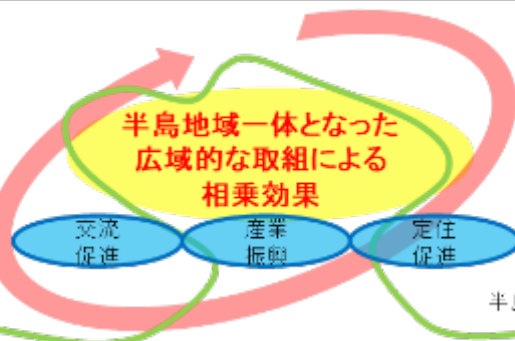 半島地域一体となった
広域的な取組による
相乗効果
交流
促進
産業
振興
定住
促進
半